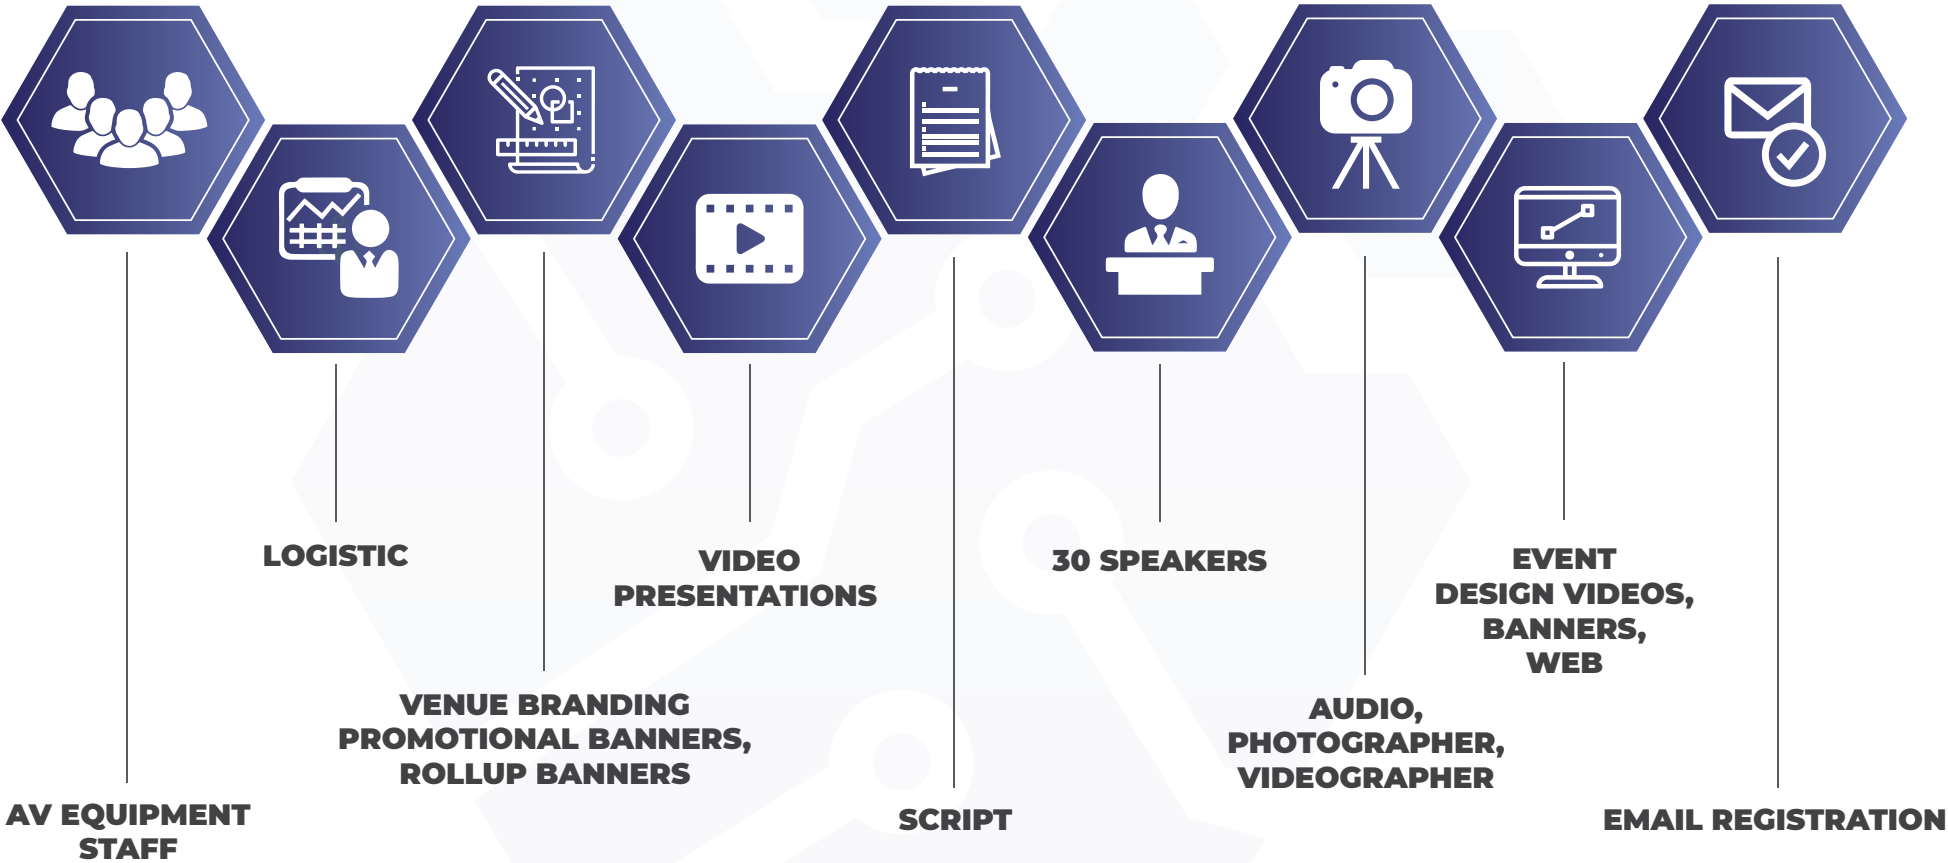 AV EQUIPMENT
STAFF
LOGISTIC
VENUE BRANDING
PROMOTIONAL BANNERS,
ROLLUP BANNERS
VIDEO
PRESENTATIONS
SCRIPT
30 SPEAKERS
AUDIO,
PHOTOGRAPHER,
VIDEOGRAPHER
EVENT
DESIGN VIDEOS,
BANNERS,
WEB
EMAIL REGISTRATION